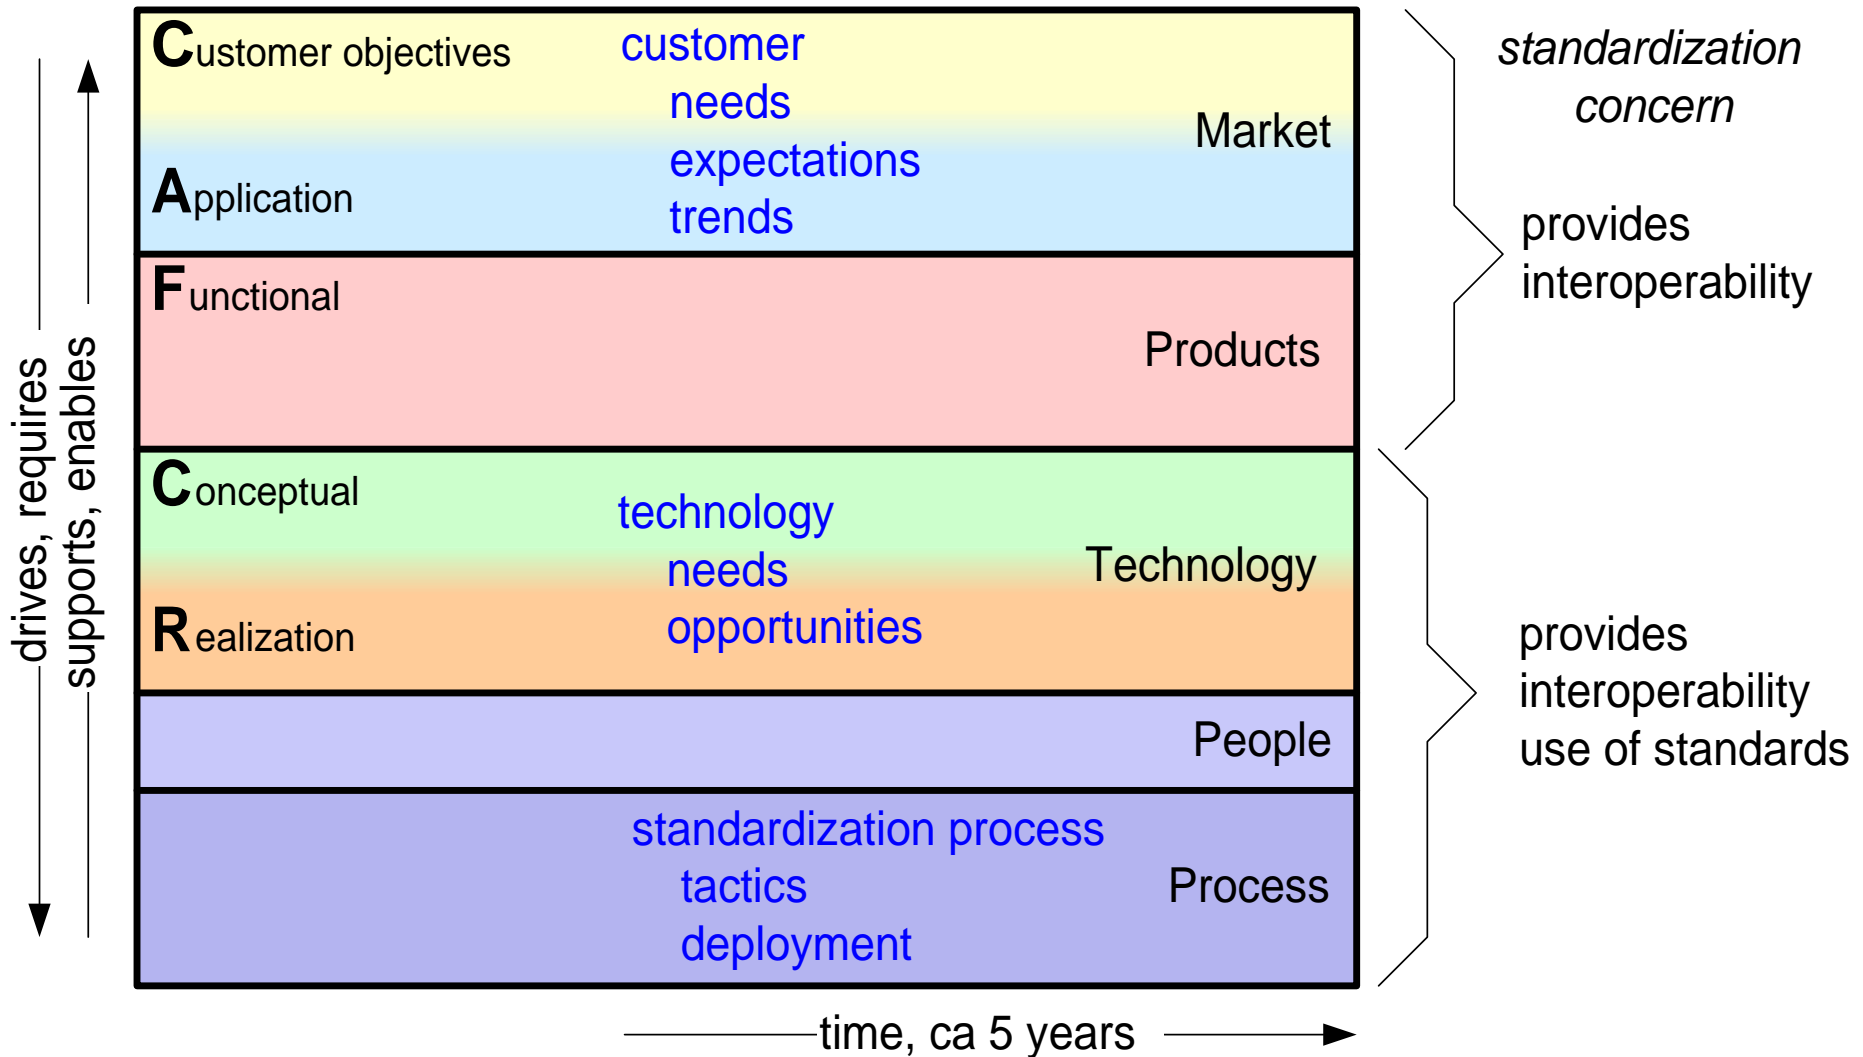 Customer objectives
customer
needs
expectations
trends
Market
Application
Functional
Products
Conceptual
technology
needs
opportunities
Technology
Realization
People
standardization process
tactics
deployment
Process
drives, requires
supports, enables
time, ca 5 years
standardization
concern
provides
interoperability
provides
interoperability
use of standards